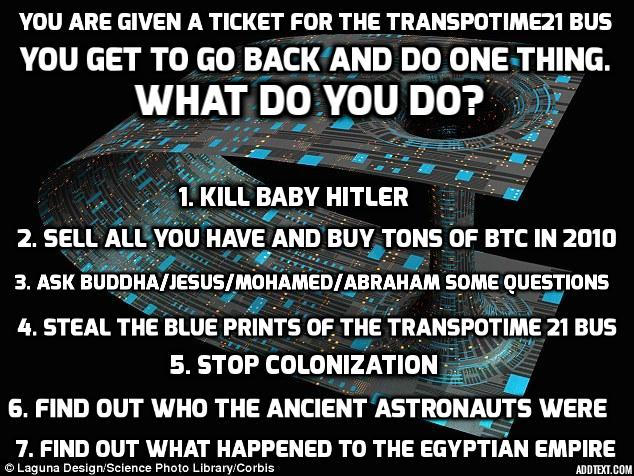 YOU ARE GIVEN A TICKET FOR THE TRANSPOTIME21 BUS
YOU GET TO GO BACK AND DO ONE THING.
WHAT DO YOU DO?
1. KILL BABY HITLER
2. SELL ALL YOU HAVE AND BUY TONS OF BTC IN 2010
3. ASK BUDDHA/JESUS/MOHAMED/ABRAHAM SOME QUESTIONS
4. STEAL THE BLUE PRINTS OF THE TRANSPOTIME 21 BUS
5. STOP COLONIZATION
6. FIND OUT WHO THE ANCIENT ASTRONAUTS WERE
7. FIND OUT WHAT HAPPENED TO THE EGYPTIAN EMPIRE
© Laguna Design/Science Photo Library/Corbis
ADDTEXT.COM